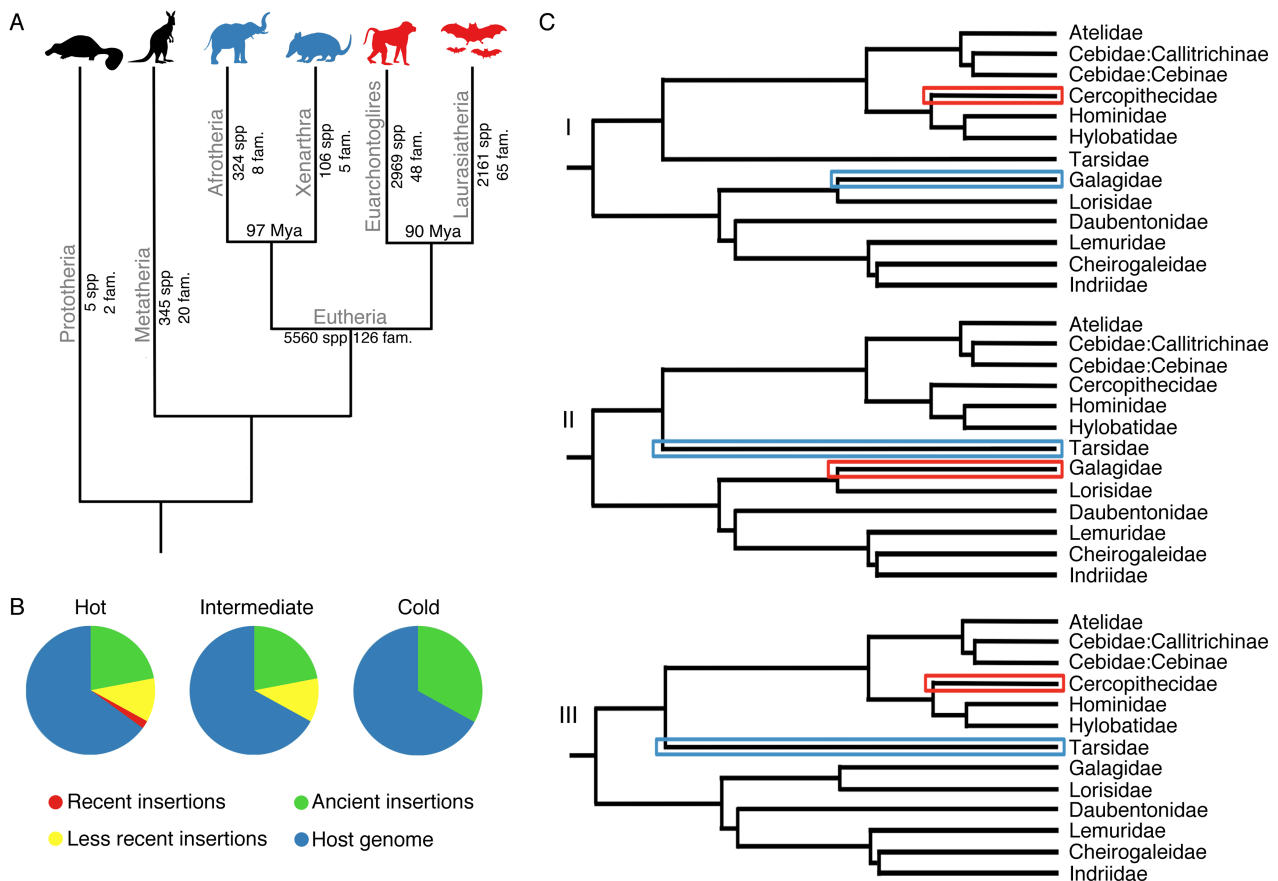 A
Prototheria
5 spp
2 fam.
Metatheria
345 spp
20 fam.
Afrotheria
324 spp
8 fam.
Xenarthra
106 spp
5 fam.
Euarchontoglires
2969 spp
48 fam.
Laurasiatheria
2161 spp
65 fam.
97 Mya
90 Mya
Eutheria
5560 spp 126 fam.
B
Hot
Intermediate
Cold
Recent insertions
Ancient insertions
Less recent insertions
Host genome
C
I
Atelidae
Cebidae:Callitrichinae
Cebidae:Cebinae
Cercopithecidae
Hominidae
Hylobatidae
Tarsidae
Galagidae
Lorisidae
Daubentonidae
Lemuridae
Cheirogaleidae
Indriidae
II
Atelidae
Cebidae:Callitrichinae
Cebidae:Cebinae
Cercopithecidae
Hominidae
Hylobatidae
Tarsidae
Galagidae
Lorisidae
Daubentonidae
Lemuridae
Cheirogaleidae
Indriidae
III
Atelidae
Cebidae:Callitrichinae
Cebidae:Cebinae
Cercopithecidae
Hominidae
Hylobatidae
Tarsidae
Galagidae
Lorisidae
Daubentonidae
Lemuridae
Cheirogaleidae
Indriidae